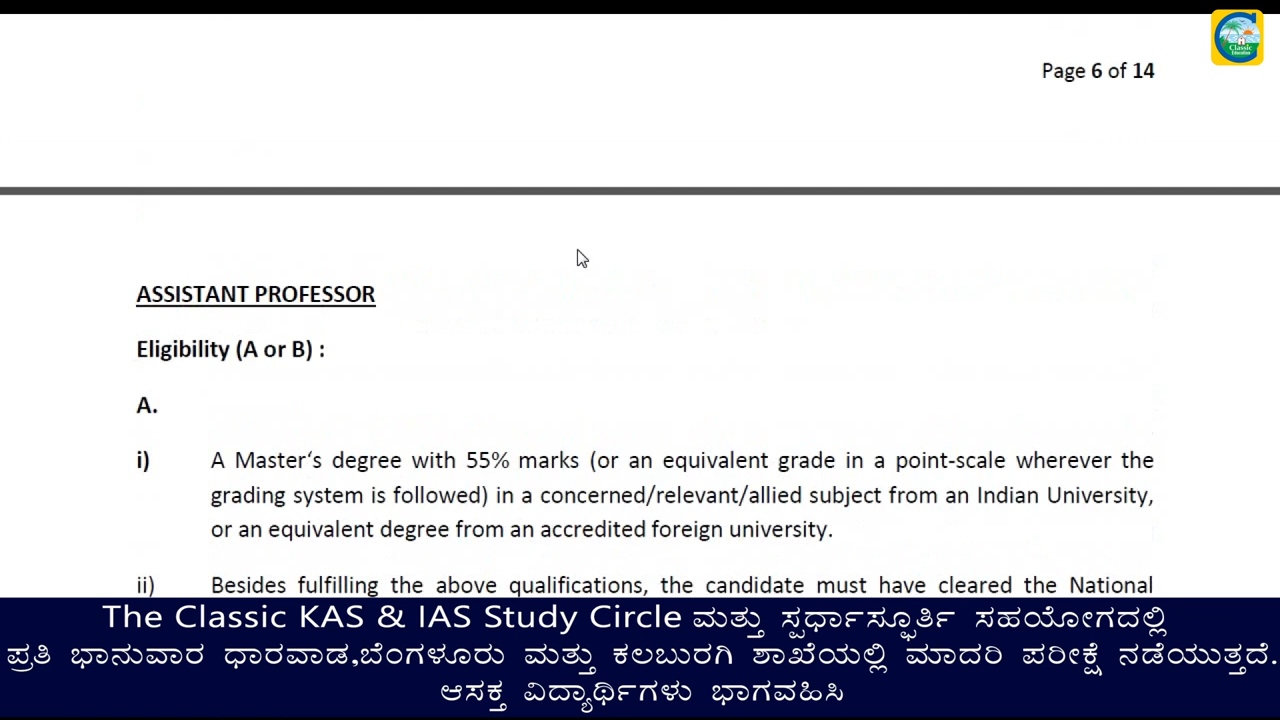 Classic
Education
Page 6 of 14
ASSISTANT PROFESSOR
Eligibility (A or B) :
A.
i) A Master‘s degree with 55% marks (or an equivalent grade in a point-scale wherever the
grading system is followed) in a concerned/relevant/allied subject from an Indian University,
or an equivalent degree from an accredited foreign university.
ii) Besides fulfilling the above qualifications, the candidate must have cleared the National
The Classic KAS & IAS Study Circle ಮತ್ತು ಸ್ಪರ್ಧಾಸ್ಫೂರ್ತಿ ಸಹಯೋಗದಲ್ಲಿ
ಪ್ರತಿ ಭಾನುವಾರ ಧಾರವಾಡ,ಬೆಂಗಳೂರು ಮತ್ತು ಕಲಬುರಗಿ ಶಾಖೆಯಲ್ಲಿ ಮಾದರಿ ಪರೀಕ್ಷೆ ನಡೆಯುತ್ತದೆ.
ಆಸಕ್ತ ವಿದ್ಯಾರ್ಥಿಗಳು ಭಾಗವಹಿಸಿ